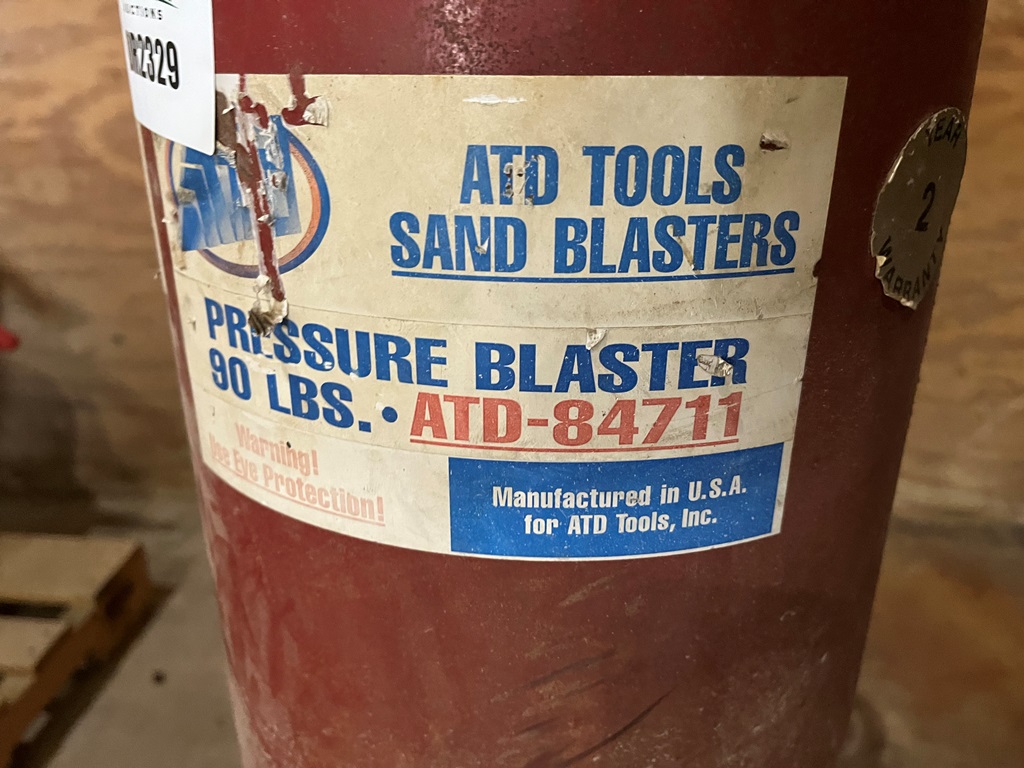 2329
ATD
ATD TOOLS
SAND BLASTERS
PRESSURE BLASTER
90 LBS. • ATD-84711
Warning!
Use Eye Protection!
Manufactured in U.S.A.
for ATD Tools, Inc.
YEAR
2
WARRANTY